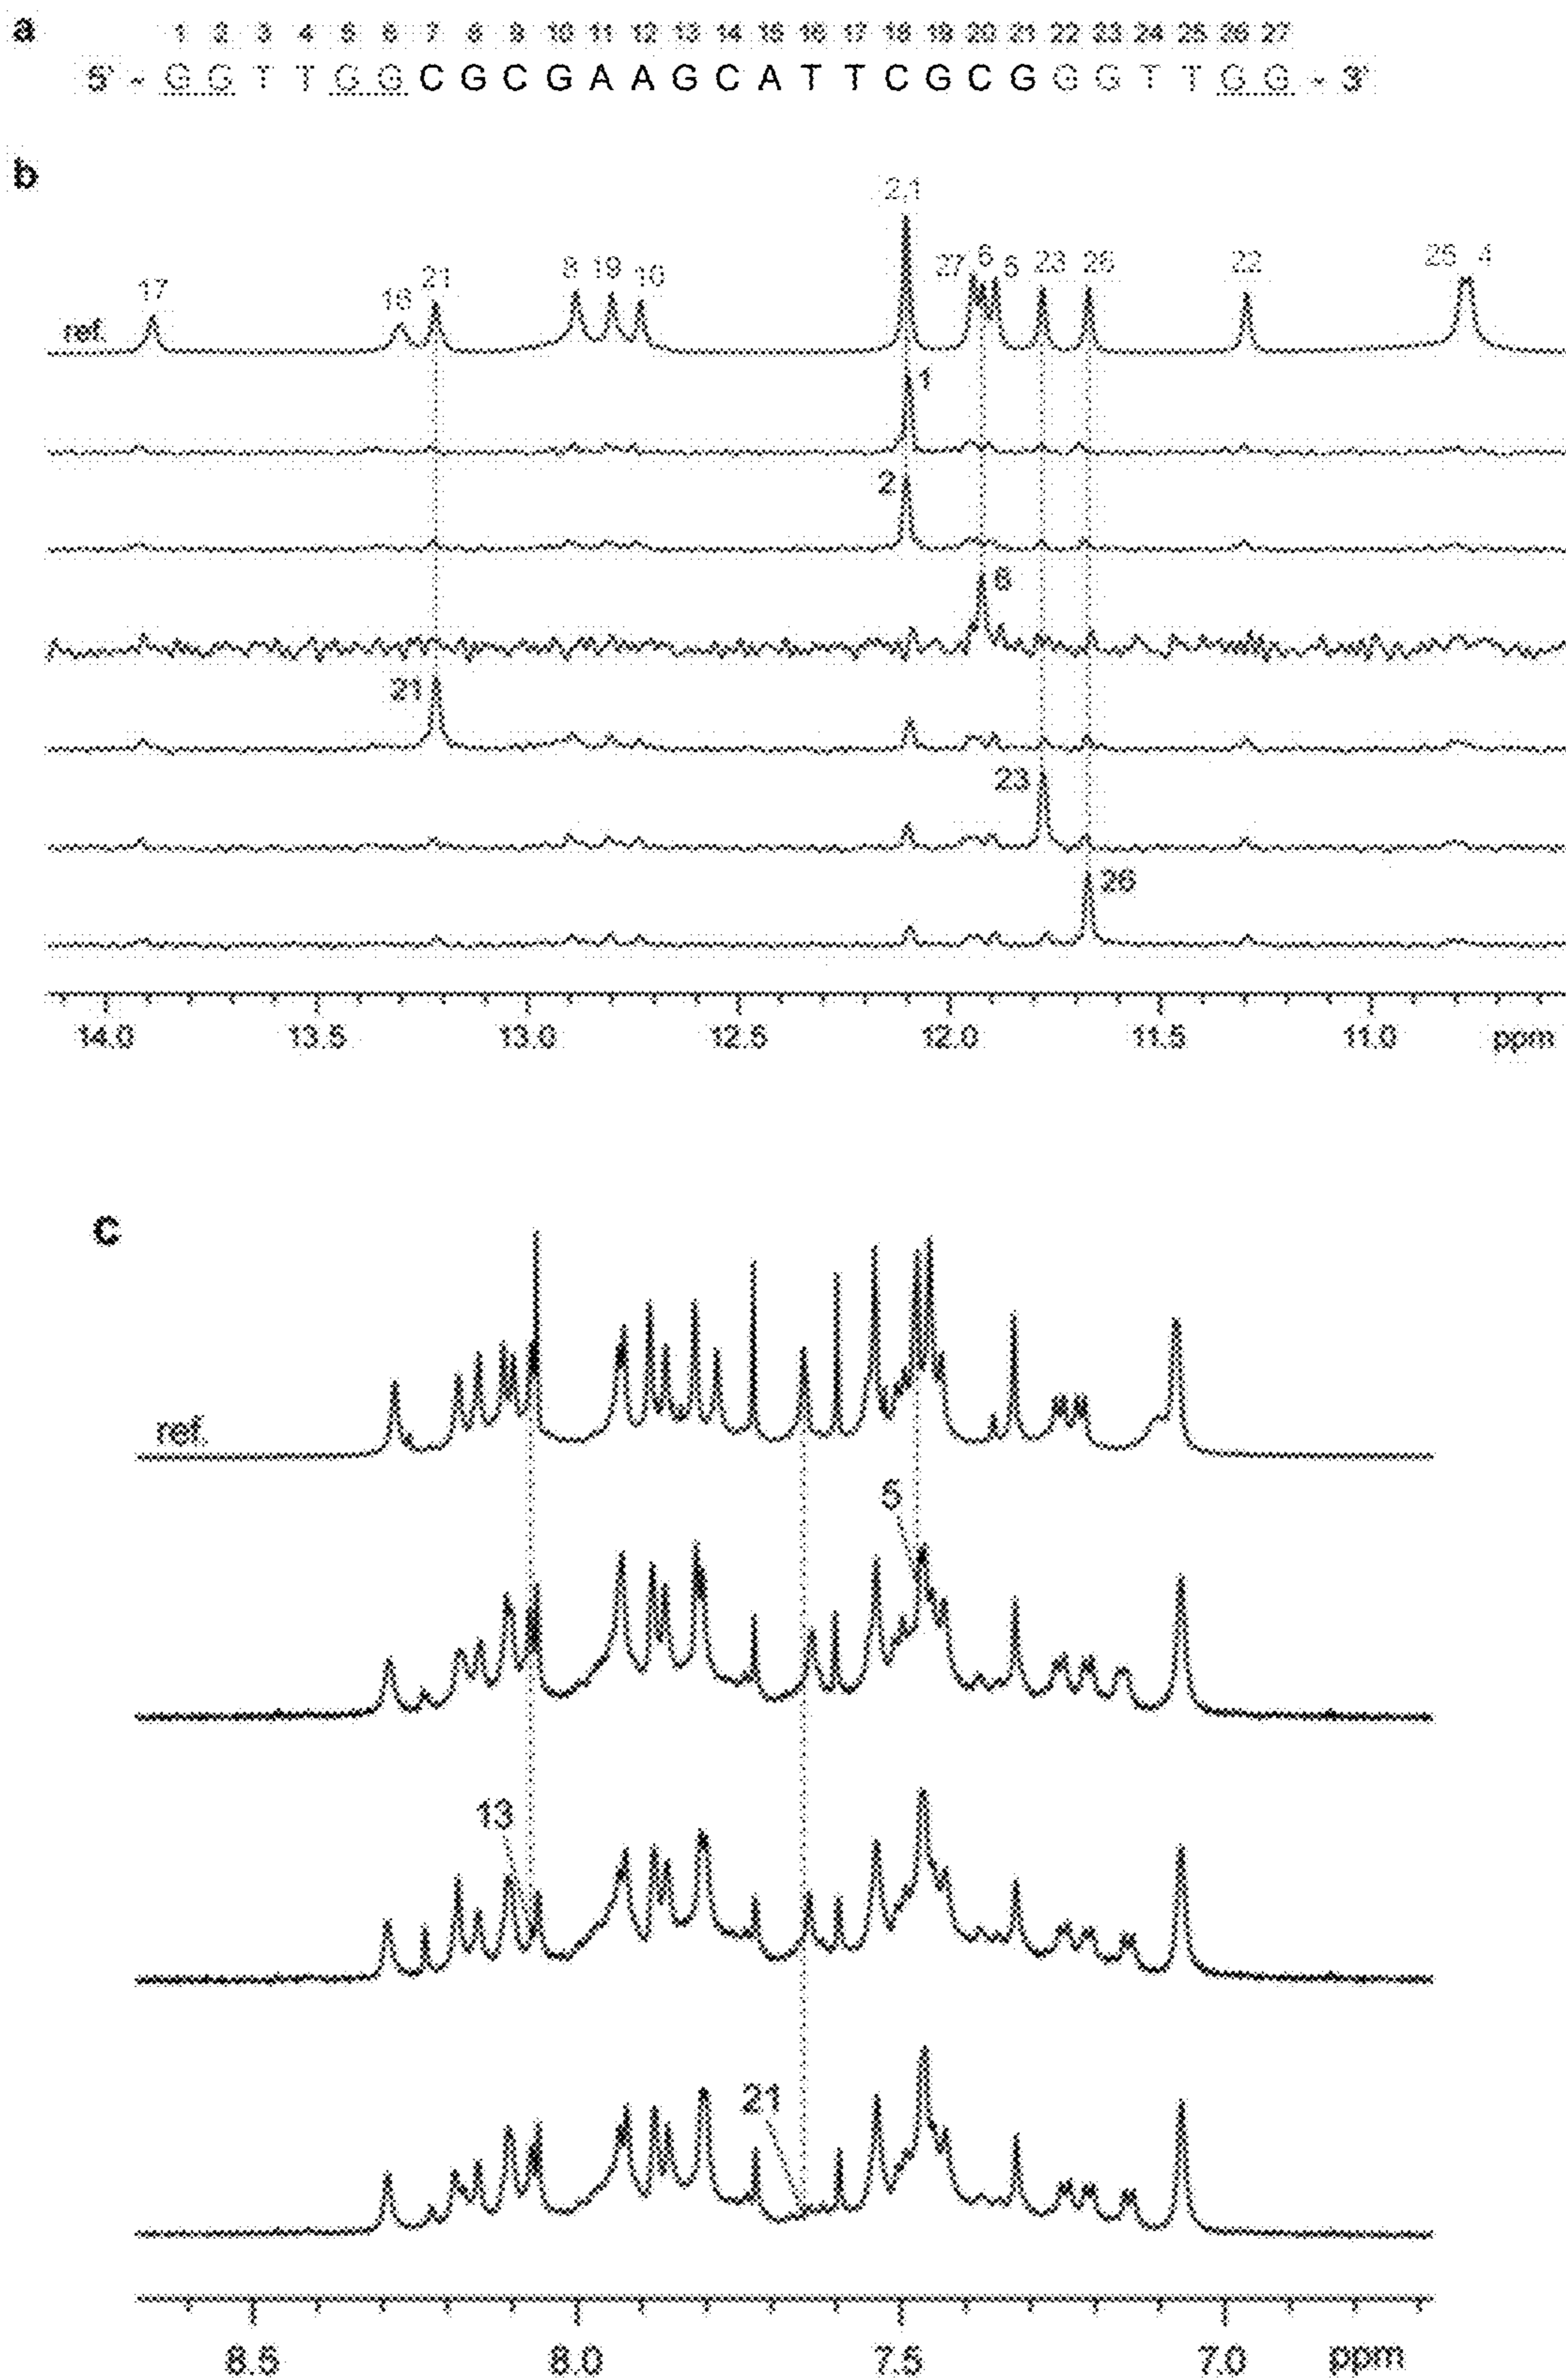 a
1 2 3 4 5 6 7 8 9 10 11 12 13 14 15 16 17 18 19 20 21 22 23 24 25 26 27
5' - G G T T G G C G C G A A G C A T T C G C G G G T T G G - 3'
b
2,1
17 16 21 8 19 10 27 6 5 23 26 22 25 4
ref.
1
2
6
21
23
26
14.0 13.5 13.0 12.5 12.0 11.5 11.0 ppm
c
ref.
5
13
21
8.5 8.0 7.5 7.0 ppm